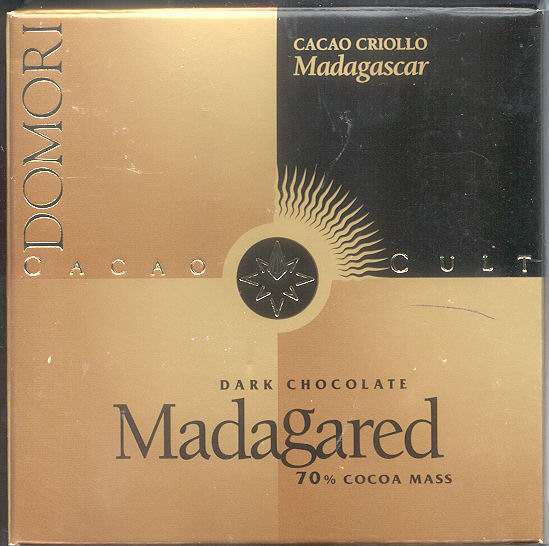 DOMORI
CACAO CRIOLLO
Madagascar
CACAO CULT
DARK CHOCOLATE
Madagared
70% COCOA MASS